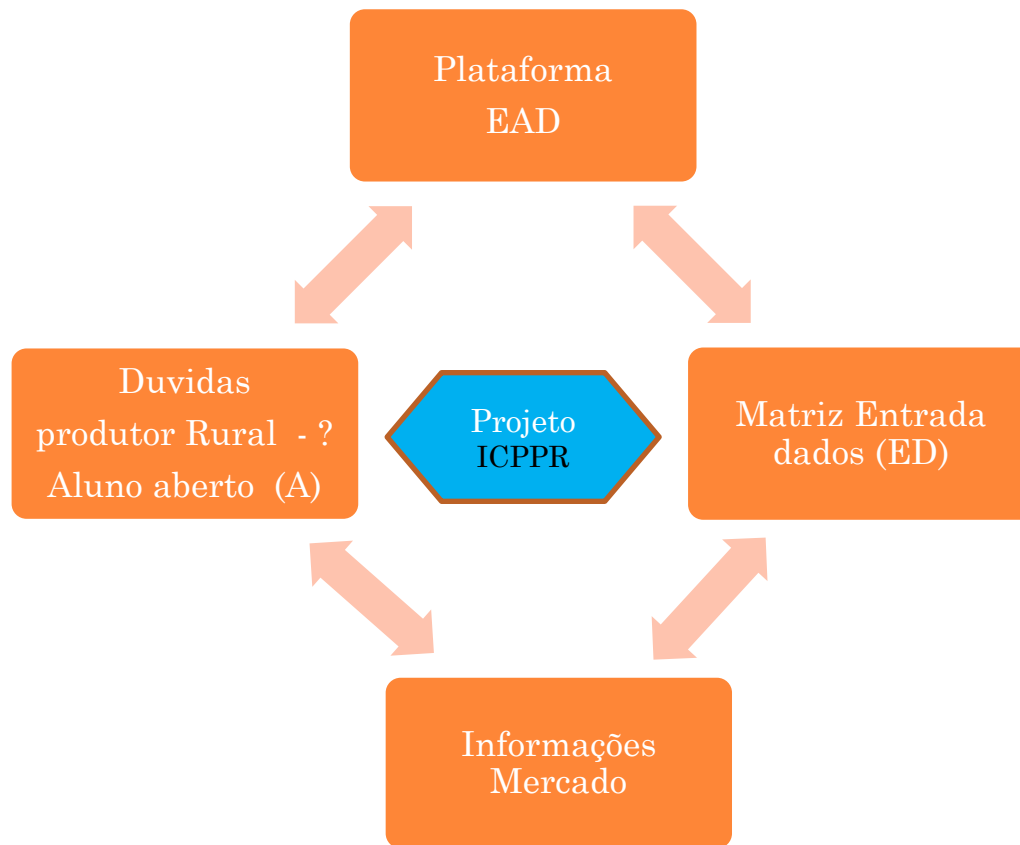 Plataforma
EAD
Duvidas
produtor Rural - ?
Aluno aberto (A)
Projeto
ICPPR
Matriz Entrada
dados (ED)
Informações
Mercado